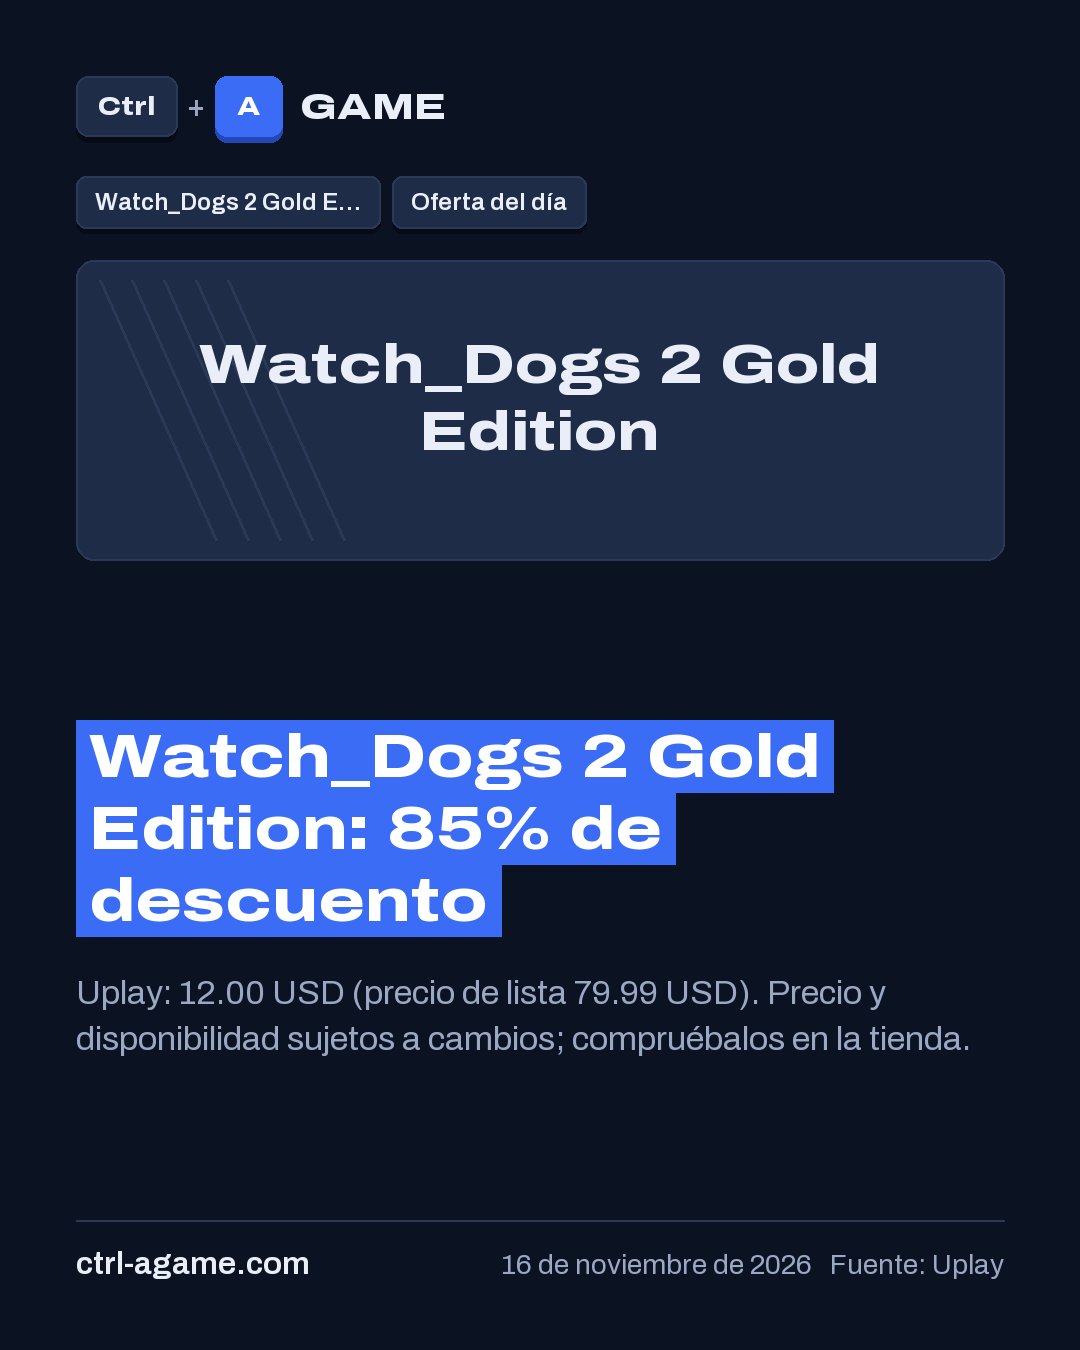 Ctrl + A GAME
Watch_Dogs 2 Gold E... Oferta del día
Watch_Dogs 2 Gold
Edition
Watch_Dogs 2 Gold
Edition: 85% de
descuento
Uplay: 12.00 USD (precio de lista 79.99 USD). Precio y
disponibilidad sujetos a cambios; compruébalos en la tienda.
ctrl-agame.com 16 de noviembre de 2026 Fuente: Uplay